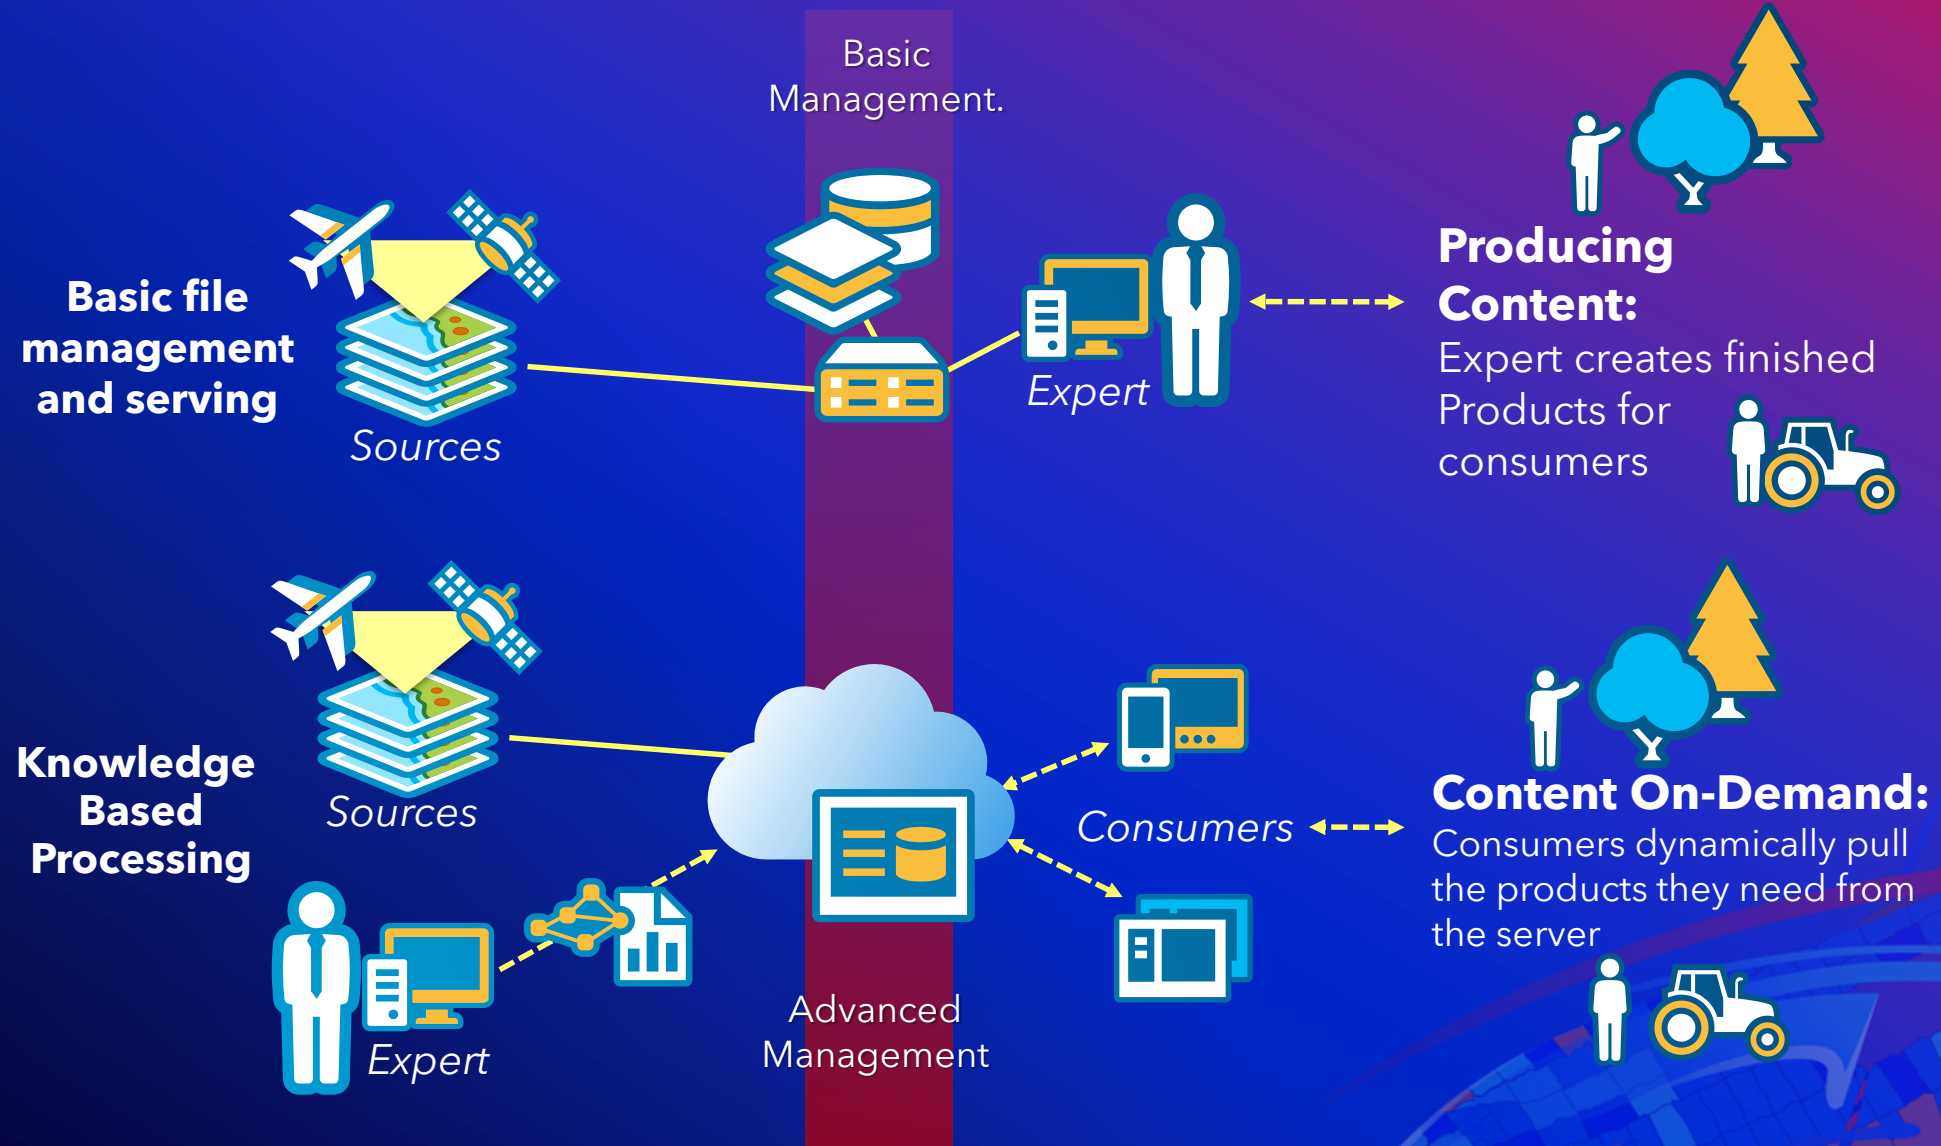 Basic
Management.
Basic file
management
and serving
Sources
Expert
Producing
Content:
Expert creates finished
Products for
consumers
Knowledge
Based
Processing
Sources
Expert
Consumers
Content On-Demand:
Consumers dynamically pull
the products they need from
the server
Advanced
Management